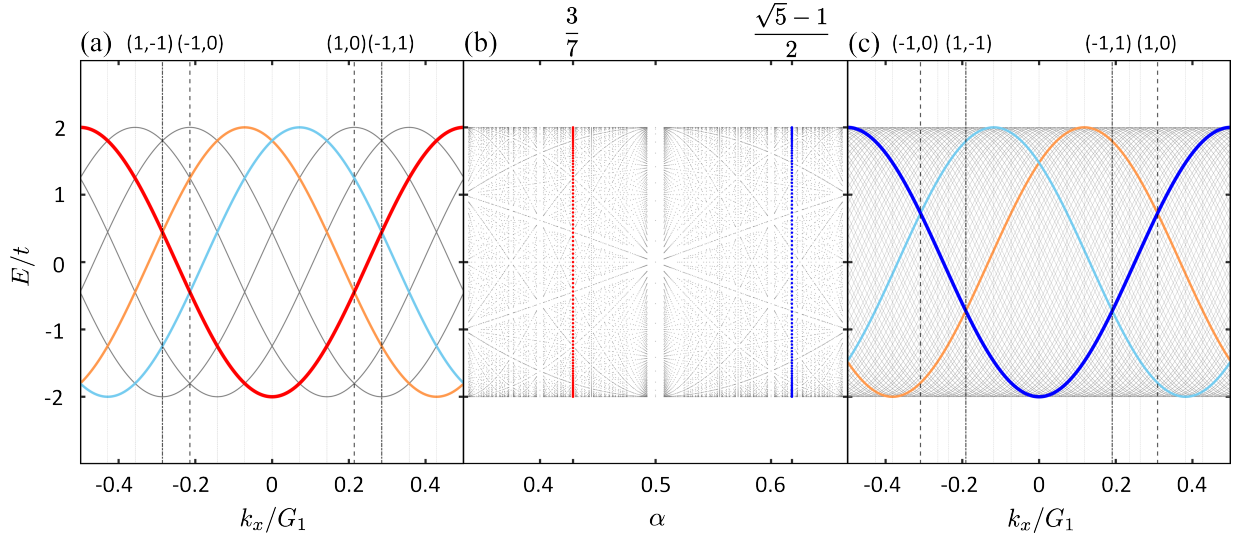 3
√5 − 1
(a) (1,-1) (-1,0) (1,0) (-1,1) (b) 7 2 (c) (-1,0) (1,-1) (-1,1) (1,0)
2
1
0
-1
-2
E/t
-0.4 -0.2 0 0.2 0.4 0.4 0.5 0.6 -0.4 -0.2 0 0.2 0.4
k_x/G_1 α k_x/G_1